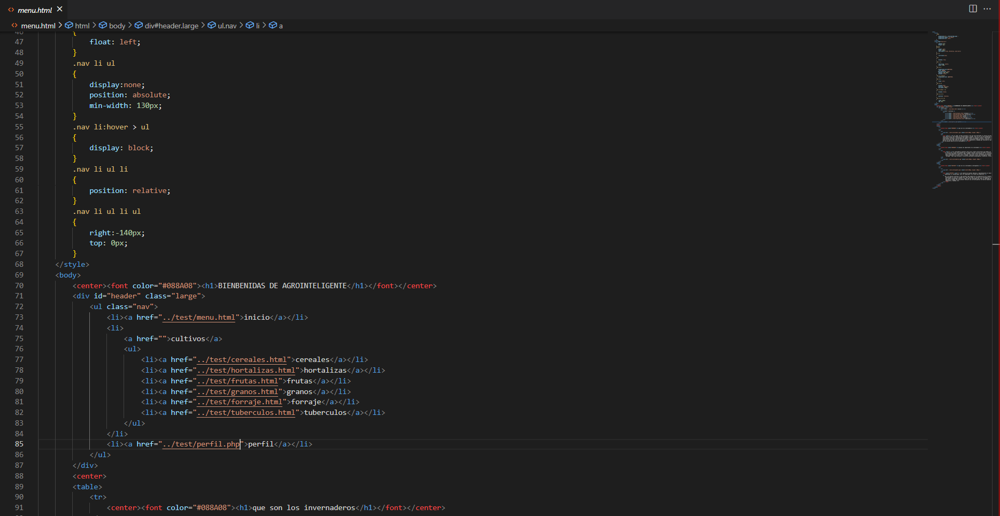 menu.html
menu.html > html > body > div#header.large > ul.nav > li > a
46 {
47 float: left;
48 }
49 .nav li ul
50 {
51 display:none;
52 position: absolute;
53 min-width: 130px;
54 }
55 .nav li:hover > ul
56 {
57 display: block;
58 }
59 .nav li ul li
60 {
61 position: relative;
62 }
63 .nav li ul li ul
64 {
65 right:-140px;
66 top: 0px;
67 }
68 </style>
69 <body>
70 <center><font color="#088A08"><h1>BIENBENIDAS DE AGROINTELIGENTE</h1></font></center>
71 <div id="header" class="large">
72 <ul class="nav">
73 <li><a href="../test/menu.html">inicio</a></li>
74 <li>
75 <a href="">cultivos</a>
76 <ul>
77 <li><a href="../test/cereales.html">cereales</a></li>
78 <li><a href="../test/hortalizas.html">hortalizas</a></li>
79 <li><a href="../test/frutas.html">frutas</a></li>
80 <li><a href="../test/granos.html">granos</a></li>
81 <li><a href="../test/forraje.html">forraje</a></li>
82 <li><a href="../test/tuberculos.html">tuberculos</a></li>
83 </ul>
84 </li>
85 <li><a href="../test/perfil.php">perfil</a></li>
86 </ul>
87 </div>
88 <center>
89 <table>
90 <tr>
91 <center><font color="#088A08"><h1>que son los invernaderos</h1></font></center>